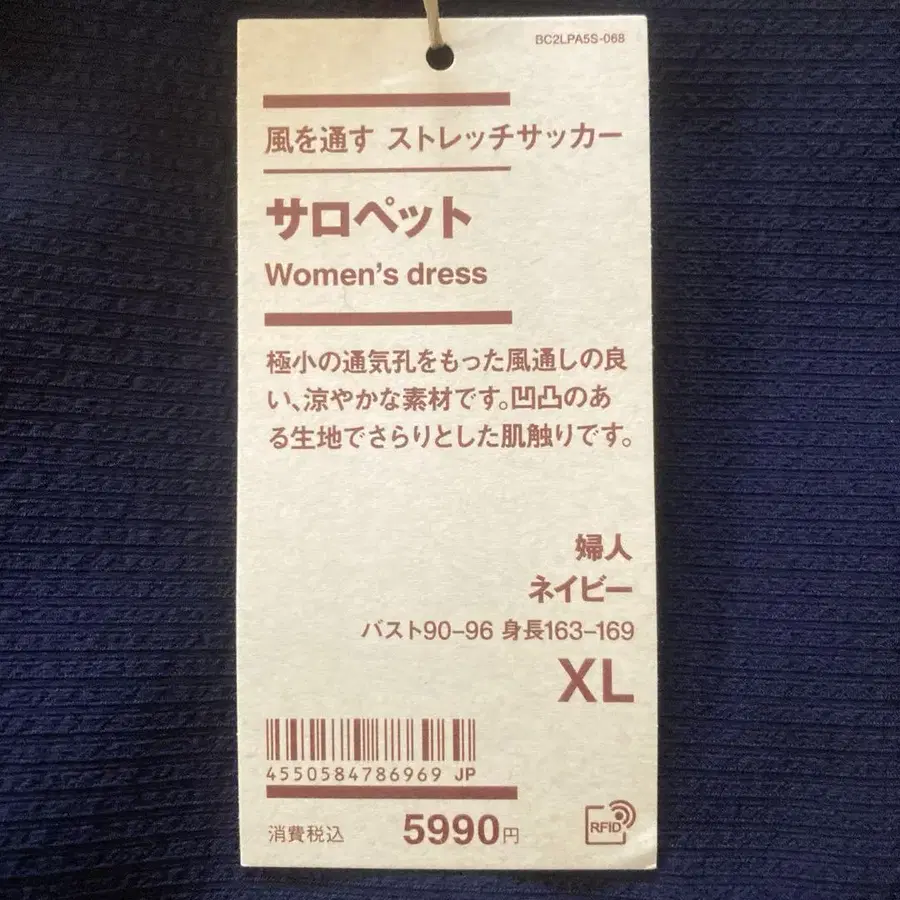 BC2LPA5S-068
風を通す ストレッチサッカー
サロペット
Women's dress
極小の通気孔をもった風通しの良
い、涼やかな素材です。凹凸のあ
る生地でさらりとした肌触りです。
婦人
ネイビー
バスト90-96 身長163-169
XL
4550584786969 JP
消費税込 5990円
RFID